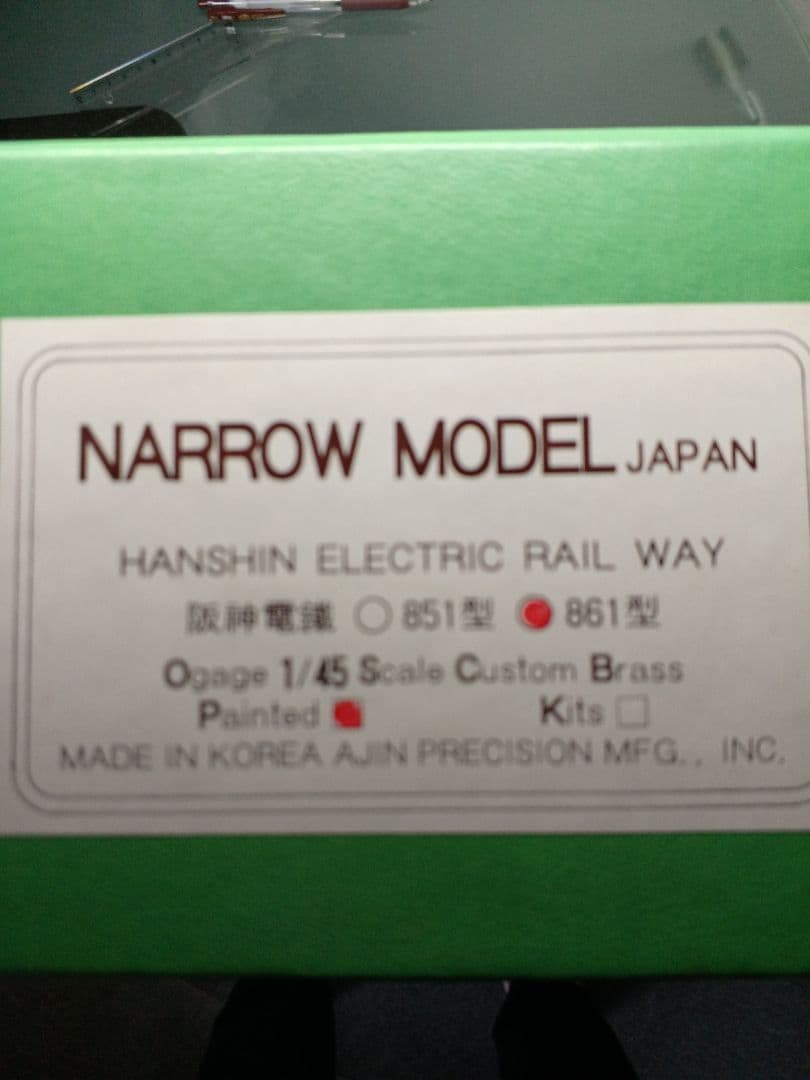 NARROW MODEL JAPAN
HANSHIN ELECTRIC RAIL WAY
阪神電鐵 ○ 851型 ● 861型
Ogage 1/45 Scale Custom Brass
Painted ■ Kits □
MADE IN KOREA AJIN PRECISION MFG., INC.